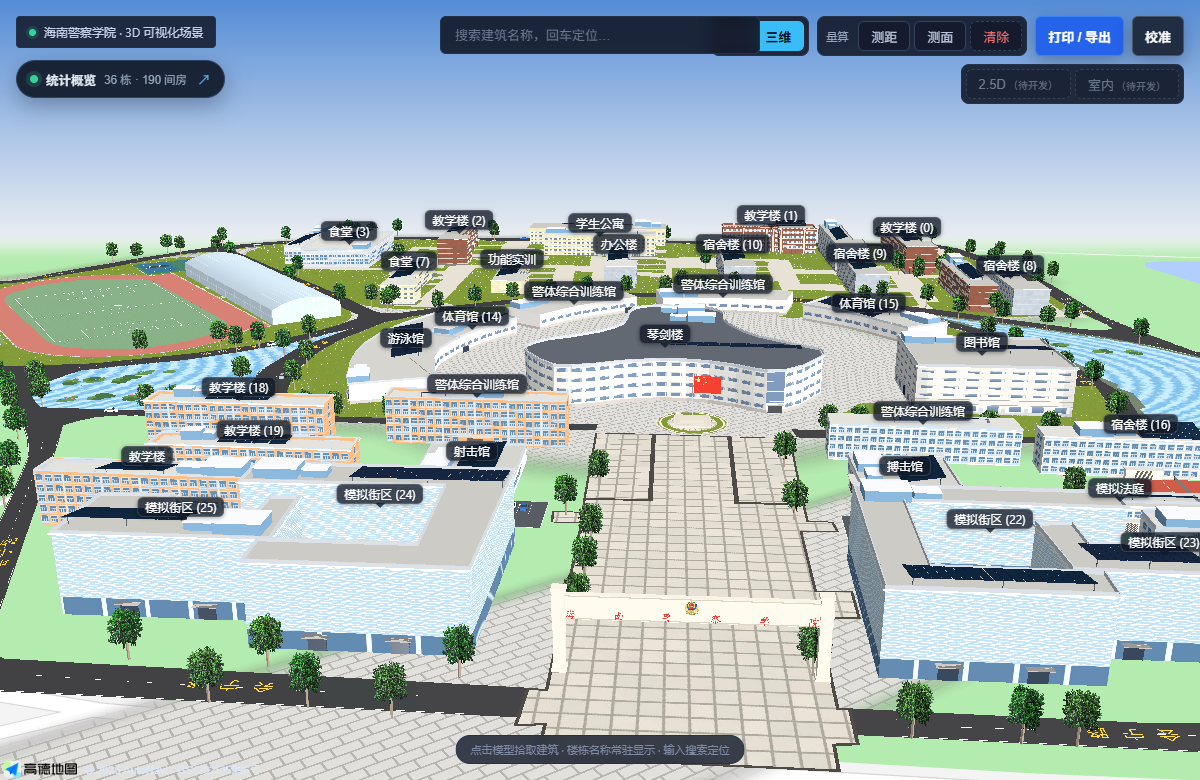 海南警察学院 · 3D 可视化场景
搜索建筑名称，回车定位...
三维
量算
测距
测面
清除
打印 / 导出
校准
统计概览 36 栋 · 190 间房 ↗
2.5D （待开发）
室内 （待开发）
教学楼 (1)
教学楼 (2)
学生公寓
教学楼 (0)
食堂 (3)
办公楼
宿舍楼 (10)
宿舍楼 (9)
食堂 (7)
功能实训
宿舍楼 (8)
警体综合训练馆
警体综合训练馆
体育馆 (15)
体育馆 (14)
游泳馆
琴剑楼
图书馆
教学楼 (18)
警体综合训练馆
警体综合训练馆
宿舍楼 (16)
教学楼 (19)
教学楼
射击馆
搏击馆
模拟法庭
模拟街区 (24)
模拟街区 (25)
模拟街区 (22)
模拟街区 (23)
点击模型拾取建筑 · 楼栋名称常驻显示 · 输入搜索定位
高德地图